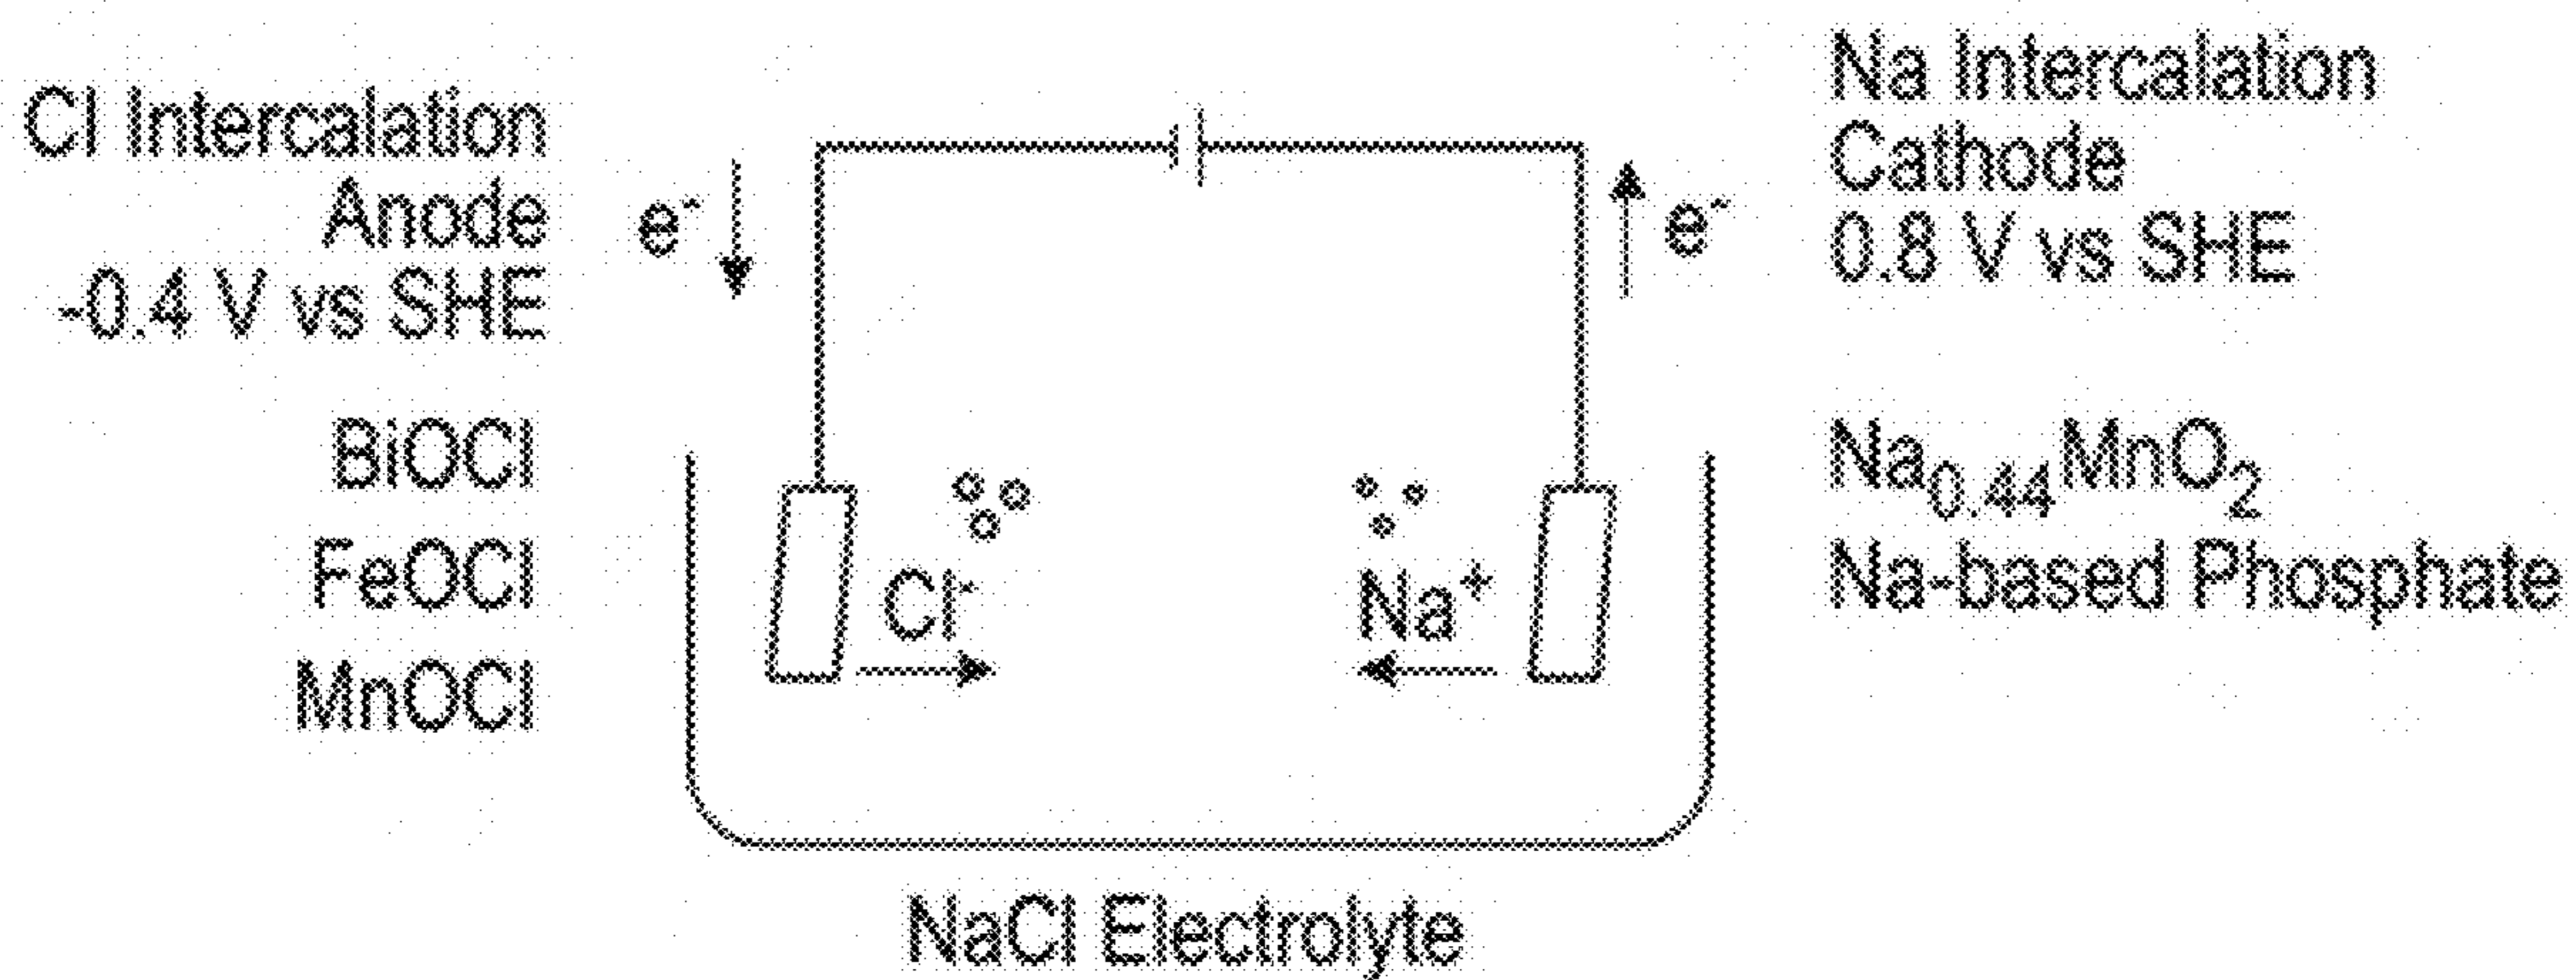 Cl Intercalation
Anode
-0.4 V vs SHE
BiOCl
FeOCl
MnOCl
e⁻
Cl⁻
Na⁺
e⁻
Na Intercalation
Cathode
0.8 V vs SHE
Na₀.₄₄MnO₂
Na-based Phosphate
NaCl Electrolyte